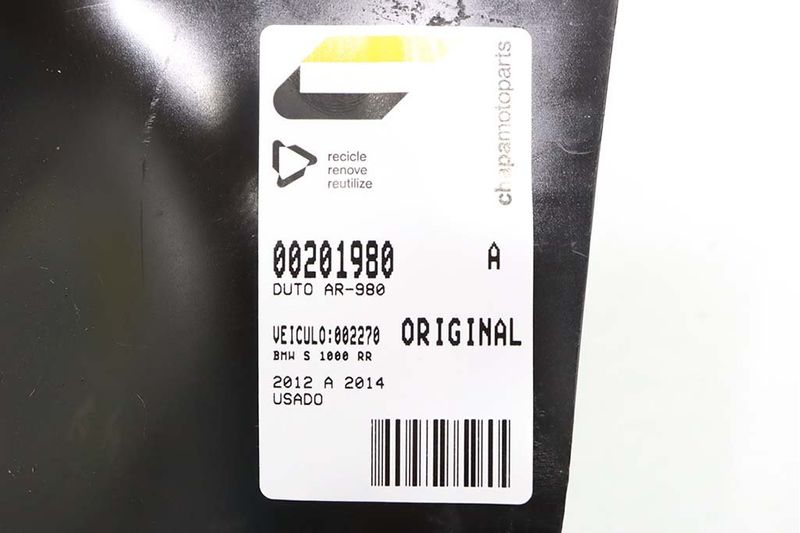 chapamotoparts
recicle
renove
reutilize
00201980 A
DUTO AR-980
VEICULO:002270 ORIGINAL
BMW S 1000 RR
2012 A 2014
USADO